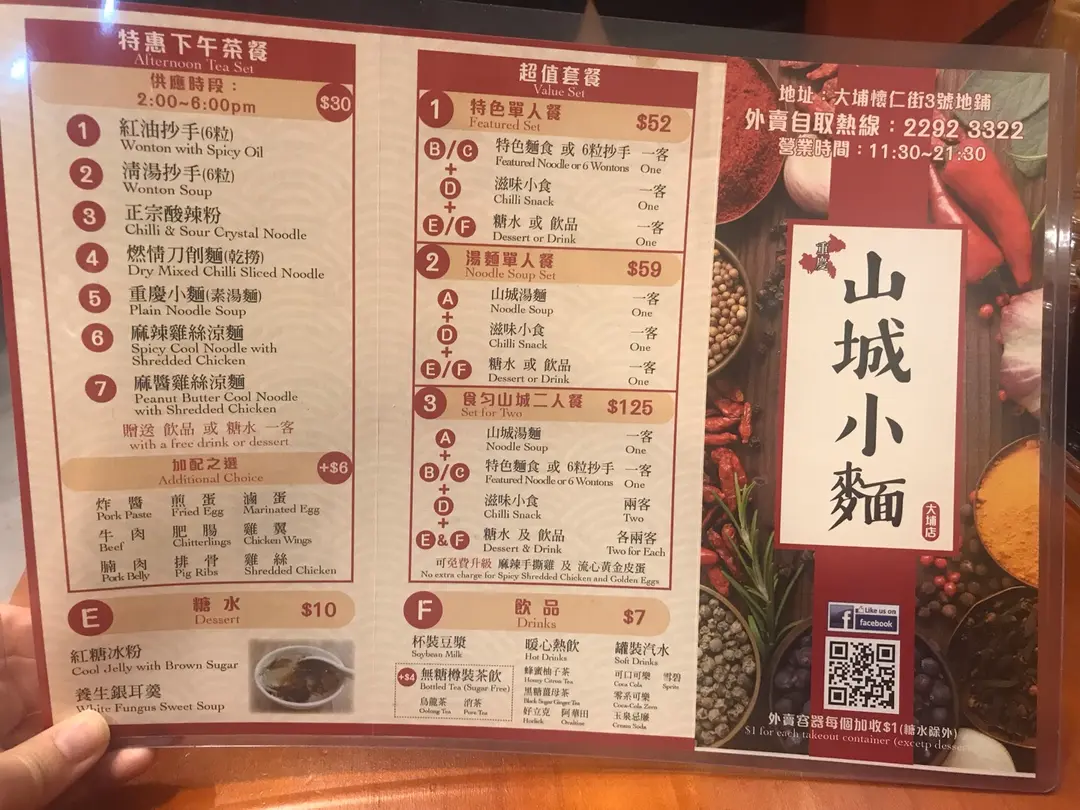 特惠下午茶餐
Afternoon Tea Set
供應時段：
2:00~6:00pm
$30
1 紅油抄手(6粒)
Wonton with Spicy Oil
2 清湯抄手(6粒)
Wonton Soup
3 正宗酸辣粉
Chilli & Sour Crystal Noodle
4 燃情刀削麵(乾撈)
Dry Mixed Chilli Sliced Noodle
5 重慶小麵(素湯麵)
Plain Noodle Soup
6 麻辣雞絲涼麵
Spicy Cool Noodle with
Shredded Chicken
7 麻醬雞絲涼麵
Peanut Butter Cool Noodle
with Shredded Chicken
贈送 飲品 或 糖水 一客
with a free drink or dessert
加配之選 +$6
Additional Choice
炸醬 煎蛋 滷蛋
Pork Paste Fried Egg Marinated Egg
牛肉 肥腸 雞翼
Beef Chitterlings Chicken Wings
腩肉 排骨 雞絲
Pork Belly Pig Ribs Shredded Chicken
E 糖水 $10
Dessert
紅糖冰粉
Cool Jelly with Brown Sugar
養生銀耳羹
White Fungus Sweet Soup
超值套餐
Value Set
1 特色單人餐 $52
Featured Set
B/C 特色麵食 或 6粒抄手 一客
Featured Noodle or 6 Wontons One
+
D 滋味小食 一客
Chilli Snack One
+
E/F 糖水 或 飲品 一客
Dessert or Drink One
2 湯麵單人餐 $59
Noodle Soup Set
A 山城湯麵 一客
Noodle Soup One
+
D 滋味小食 一客
Chilli Snack One
+
E/F 糖水 或 飲品 一客
Dessert or Drink One
3 食勻山城二人餐 $125
Set for Two
A 山城湯麵 一客
Noodle Soup One
+
B/C 特色麵食 或 6粒抄手 一客
Featured Noodle or 6 Wontons One
+
D 滋味小食 兩客
Chilli Snack Two
+
E&F 糖水 及 飲品 各兩客
Dessert & Drink Two for Each
可免費升級 麻辣手撕雞 及 流心黃金皮蛋
No extra charge for Spicy Shredded Chicken and Golden Eggs
F 飲品 $7
Drinks
杯裝豆漿
Soybean Milk
+$4 無糖樽裝茶飲
Bottled Tea (Sugar Free)
烏龍茶
Oolong Tea
暖心熱飲
Hot Drinks
蜂蜜柚子茶
Honey Citron Tea
黑糖薑母茶
Black Sugar Ginger Tea
好立克 阿華田
Horlick Ovaltine
罐裝汽水
Soft Drinks
可口可樂 雪碧
Coca Cola Sprite
零系可樂
Coca-Cola Zero
玉泉忌廉
Cream Soda
地址：大埔懷仁街3號地鋪
外賣自取熱線：2292 3322
營業時間：11:30~21:30
重慶
山城小麵
大埔店
Like us on
facebook
外賣容器每個加收$1(糖水除外)
$1 for each takeout container (excetp desser